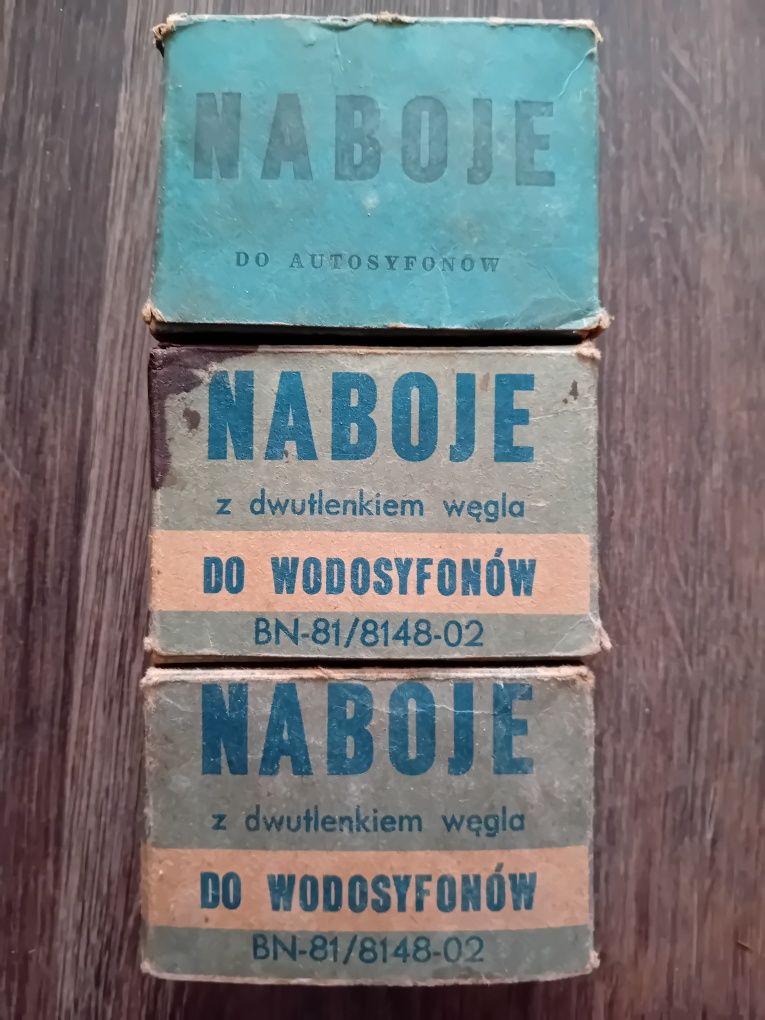 NABOJE
DO AUTOSYFONOW
NABOJE
z dwutlenkiem węgla
DO WODOSYFONÓW
BN-81/8148-02
NABOJE
z dwutlenkiem węgla
DO WODOSYFONÓW
BN-81/8148-02